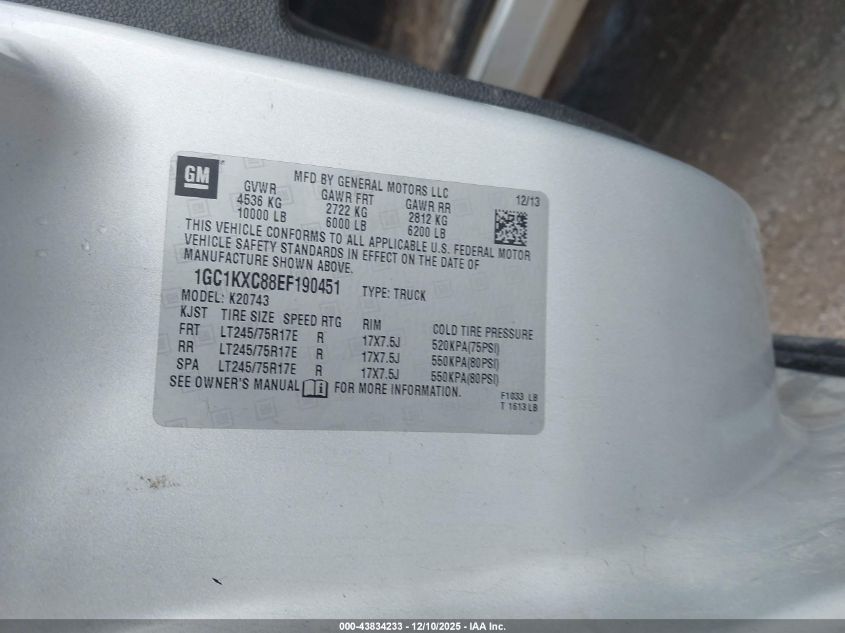 GM
MFD BY GENERAL MOTORS LLC
12/13
GVWR GAWR FRT GAWR RR
4536 KG 2722 KG 2812 KG
10000 LB 6000 LB 6200 LB
THIS VEHICLE CONFORMS TO ALL APPLICABLE U.S. FEDERAL MOTOR
VEHICLE SAFETY STANDARDS IN EFFECT ON THE DATE OF
MANUFACTURE SHOWN ABOVE.
1GC1KXC88EF190451 TYPE: TRUCK
MODEL: K20743
KJST TIRE SIZE SPEED RTG RIM COLD TIRE PRESSURE
FRT LT245/75R17E R 17X7.5J 520KPA(75PSI)
RR LT245/75R17E R 17X7.5J 550KPA(80PSI)
SPA LT245/75R17E R 17X7.5J 550KPA(80PSI)
SEE OWNER'S MANUAL FOR MORE INFORMATION.
F1033 LB
T 1613LB
000-43834233 - 12/10/2025 - IAA Inc.